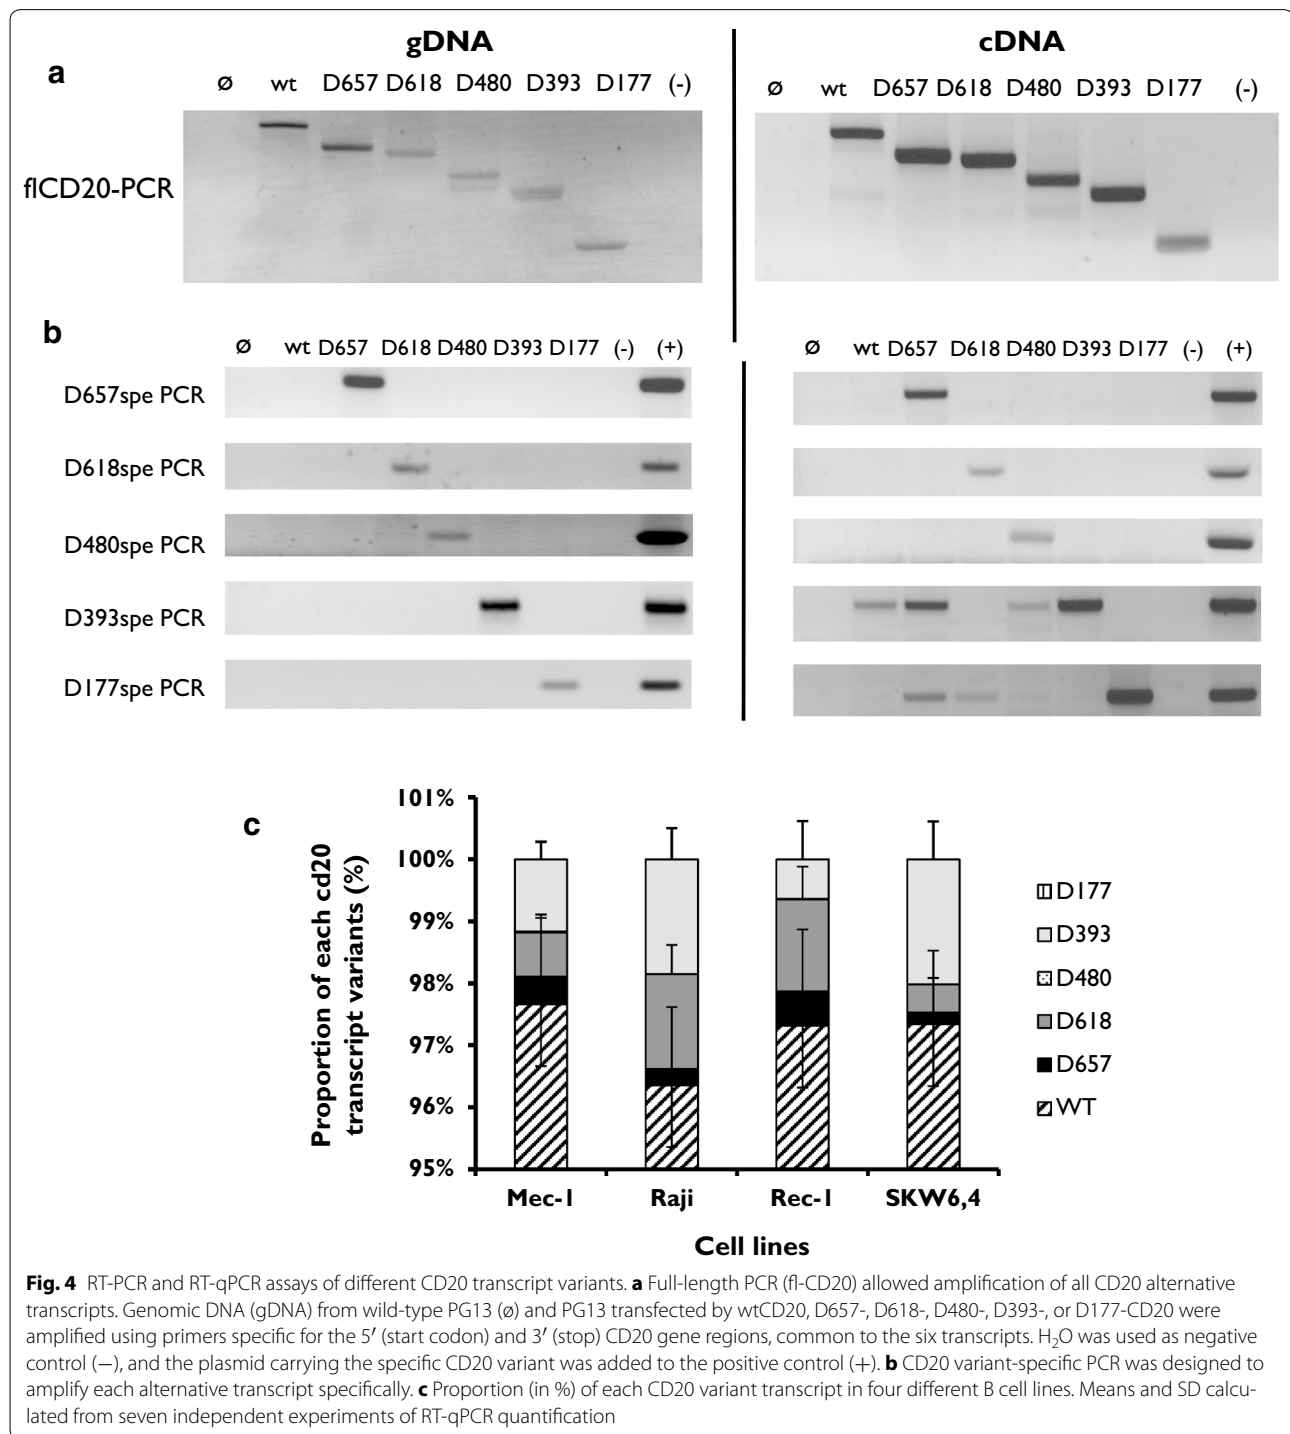 gDNA
cDNA
a
ø wt D657 D618 D480 D393 D177 (-)
ø wt D657 D618 D480 D393 D177 (-)
flCD20-PCR
b
ø wt D657 D618 D480 D393 D177 (-) (+)
ø wt D657 D618 D480 D393 D177 (-) (+)
D657spe PCR
D618spe PCR
D480spe PCR
D393spe PCR
D177spe PCR
c
Proportion of each cd20
transcript variants (%)
101%
100%
99%
98%
97%
96%
95%
D177
D393
D480
D618
D657
WT
Mec-1 Raji Rec-1 SKW6,4
Cell lines
Fig. 4 RT-PCR and RT-qPCR assays of different CD20 transcript variants. a Full-length PCR (fl-CD20) allowed amplification of all CD20 alternative
transcripts. Genomic DNA (gDNA) from wild-type PG13 (ø) and PG13 transfected by wtCD20, D657-, D618-, D480-, D393-, or D177-CD20 were
amplified using primers specific for the 5′ (start codon) and 3′ (stop) CD20 gene regions, common to the six transcripts. H₂O was used as negative
control (−), and the plasmid carrying the specific CD20 variant was added to the positive control (+). b CD20 variant-specific PCR was designed to
amplify each alternative transcript specifically. c Proportion (in %) of each CD20 variant transcript in four different B cell lines. Means and SD calcu-
lated from seven independent experiments of RT-qPCR quantification